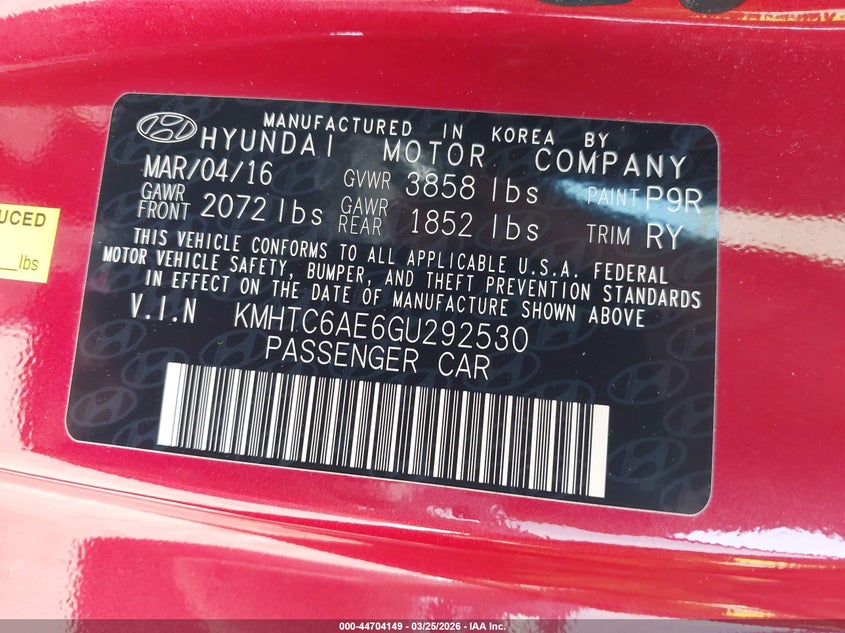 MANUFACTURED IN KOREA BY
HYUNDAI MOTOR COMPANY
MAR/04/16 GVWR 3858 lbs PAINT P9R
GAWR FRONT 2072 lbs GAWR REAR 1852 lbs TRIM RY
THIS VEHICLE CONFORMS TO ALL APPLICABLE U.S.A. FEDERAL
MOTOR VEHICLE SAFETY, BUMPER, AND THEFT PREVENTION STANDARDS
IN EFFECT ON THE DATE OF MANUFACTURE SHOWN ABOVE
V.I.N KMHTC6AE6GU292530
PASSENGER CAR
UCED
lbs
000-44704149 - 03/25/2026 - IAA Inc.